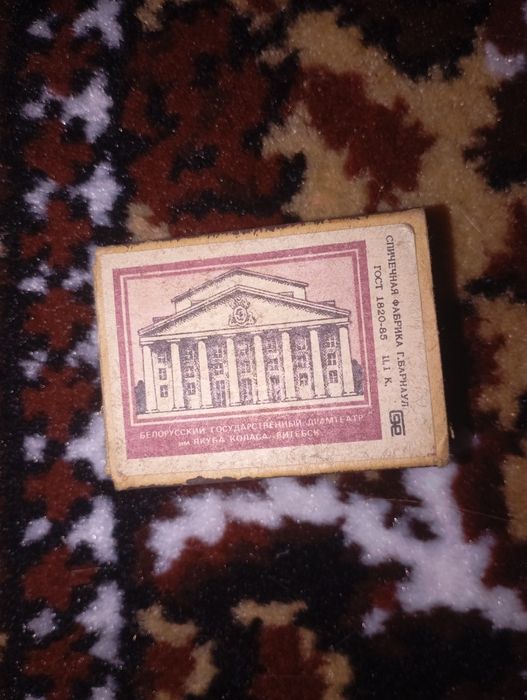 БЕЛОРУССКИЙ ГОСУДАРСТВЕННЫЙ ДРАМТЕАТР
им ЯКУБА КОЛАСА. ВИТЕБСК
СПИЧЕЧНАЯ ФАБРИКА Г.БАРНАУЛ
ГОСТ 1820-85 Ц,1 К.